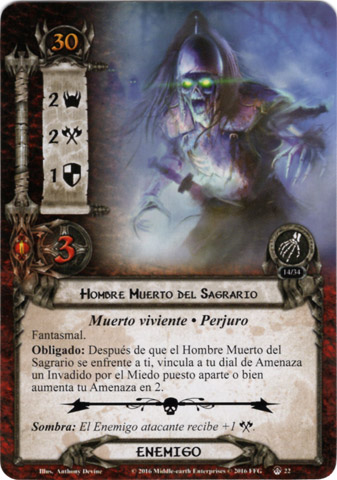 30
2
2
1
3
14/34
Hombre Muerto del Sagrario
Muerto viviente • Perjuro
Fantasmal.
Obligado: Después de que el Hombre Muerto del
Sagrario se enfrente a ti, vincula a tu dial de Amenaza
un Invadido por el Miedo puesto aparte o bien
aumenta tu Amenaza en 2.
Sombra: El Enemigo atacante recibe +1
ENEMIGO
Illus. Anthony Devine © 2016 Middle-earth Enterprises © 2016 FFG 22